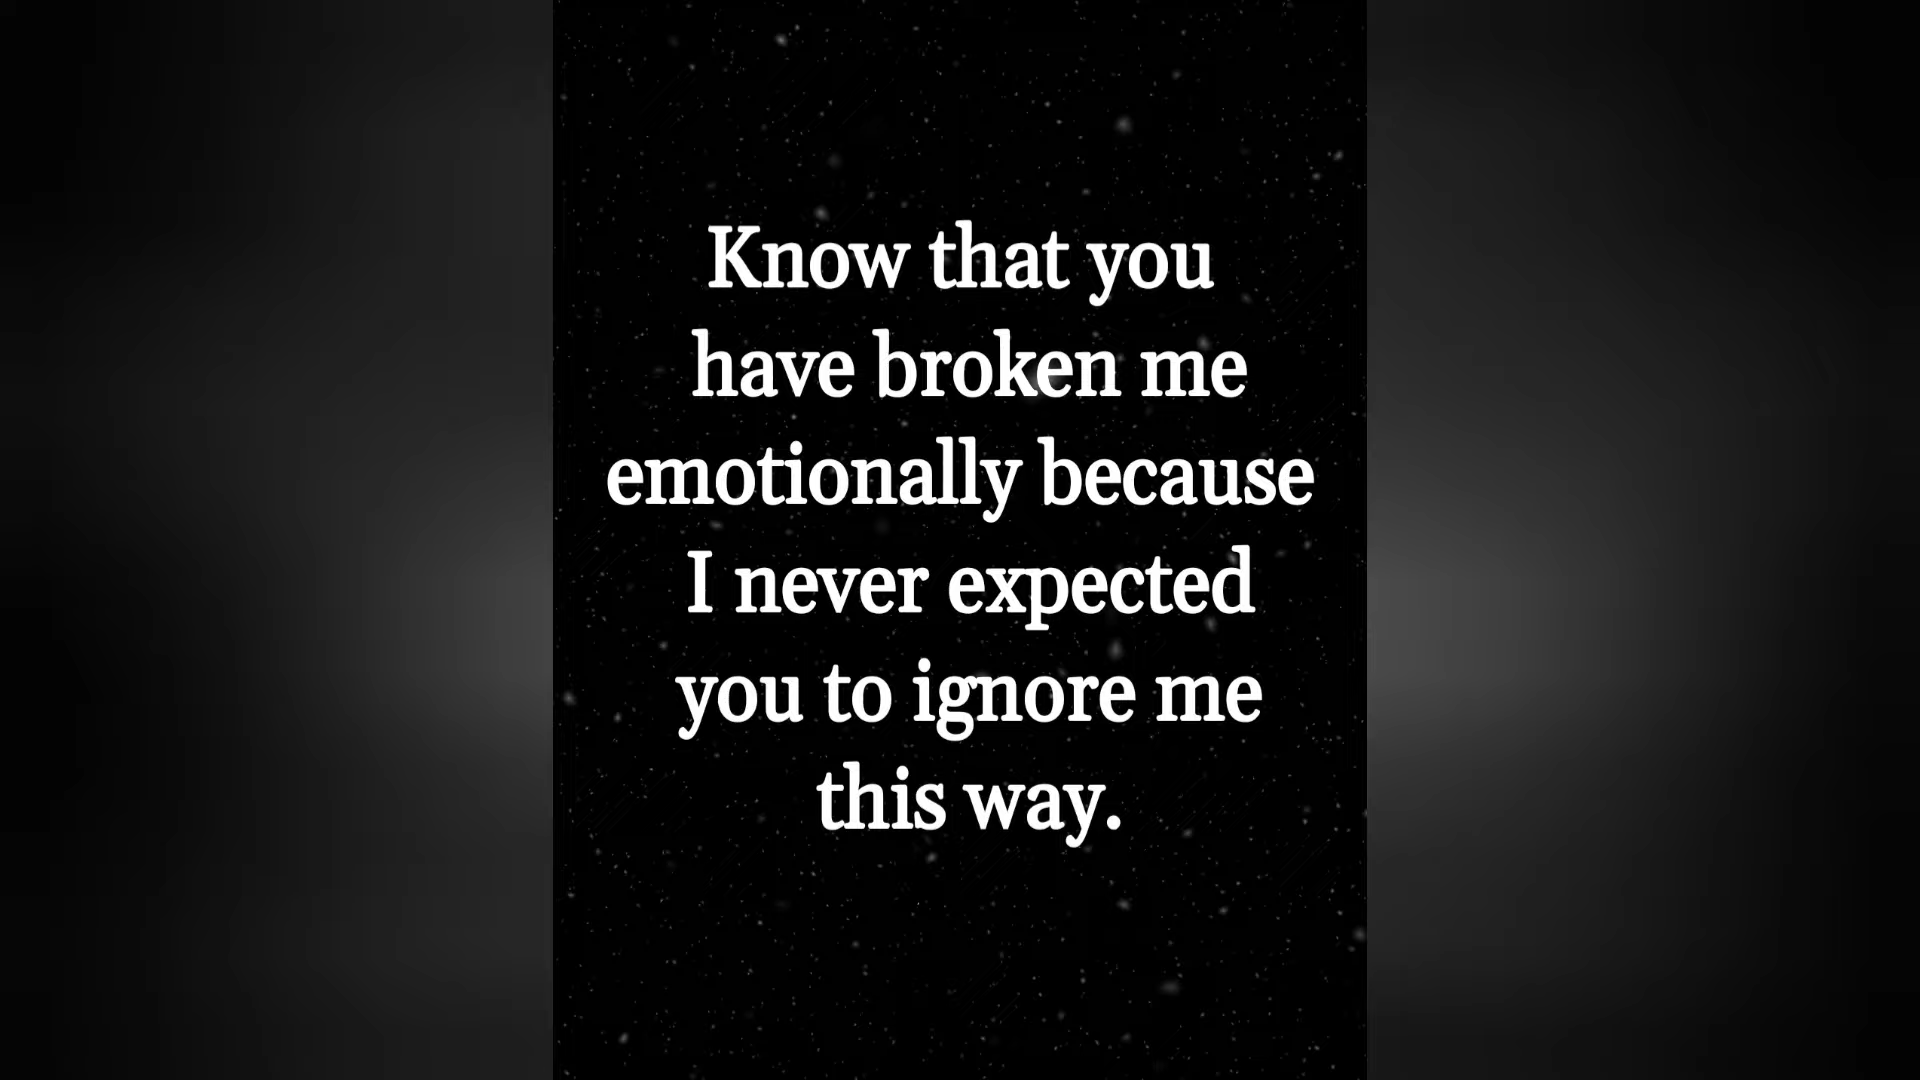 Know that you
have broken me
emotionally because
I never expected
you to ignore me
this way.